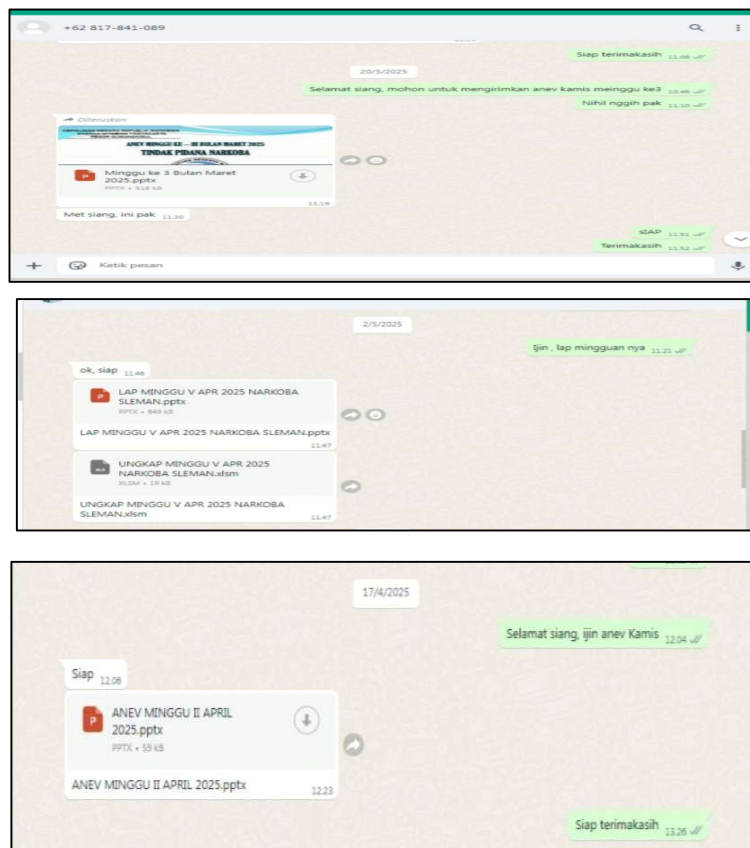 +62 817-841-089
Siap terimakasih 11.08
20/3/2025
Selamat siang, mohon untuk mengirimkan anev kamis meinggu ke3 10.46
Nihil nggih pak 11.10
Diteruskan
ANEV MINGGU KE - III BULAN MARET 2025
TINDAK PIDANA NARKOBA
Minggu ke 3 Bulan Maret
2025.pptx
PPTX • 518 kB
11.19
Met siang, ini pak 11.20
SIAP 11.51
Terimakasih 11.52
Ketik pesan
2/5/2025
Ijin , lap mingguan nya 11.21
ok, siap 11.46
LAP MINGGU V APR 2025 NARKOBA
SLEMAN.pptx
PPTX • 649 kB
LAP MINGGU V APR 2025 NARKOBA SLEMAN.pptx
11.47
UNGKAP MINGGU V APR 2025
NARKOBA SLEMAN.xlsm
XLSM • 19 kB
UNGKAP MINGGU V APR 2025 NARKOBA
SLEMAN.xlsm
11.47
17/4/2025
Selamat siang, ijin anev Kamis 12.04
Siap 12.06
P
ANEV MINGGU II APRIL
2025.pptx
PPTX • 59 kB
ANEV MINGGU II APRIL 2025.pptx
12.23
Siap terimakasih 13.26